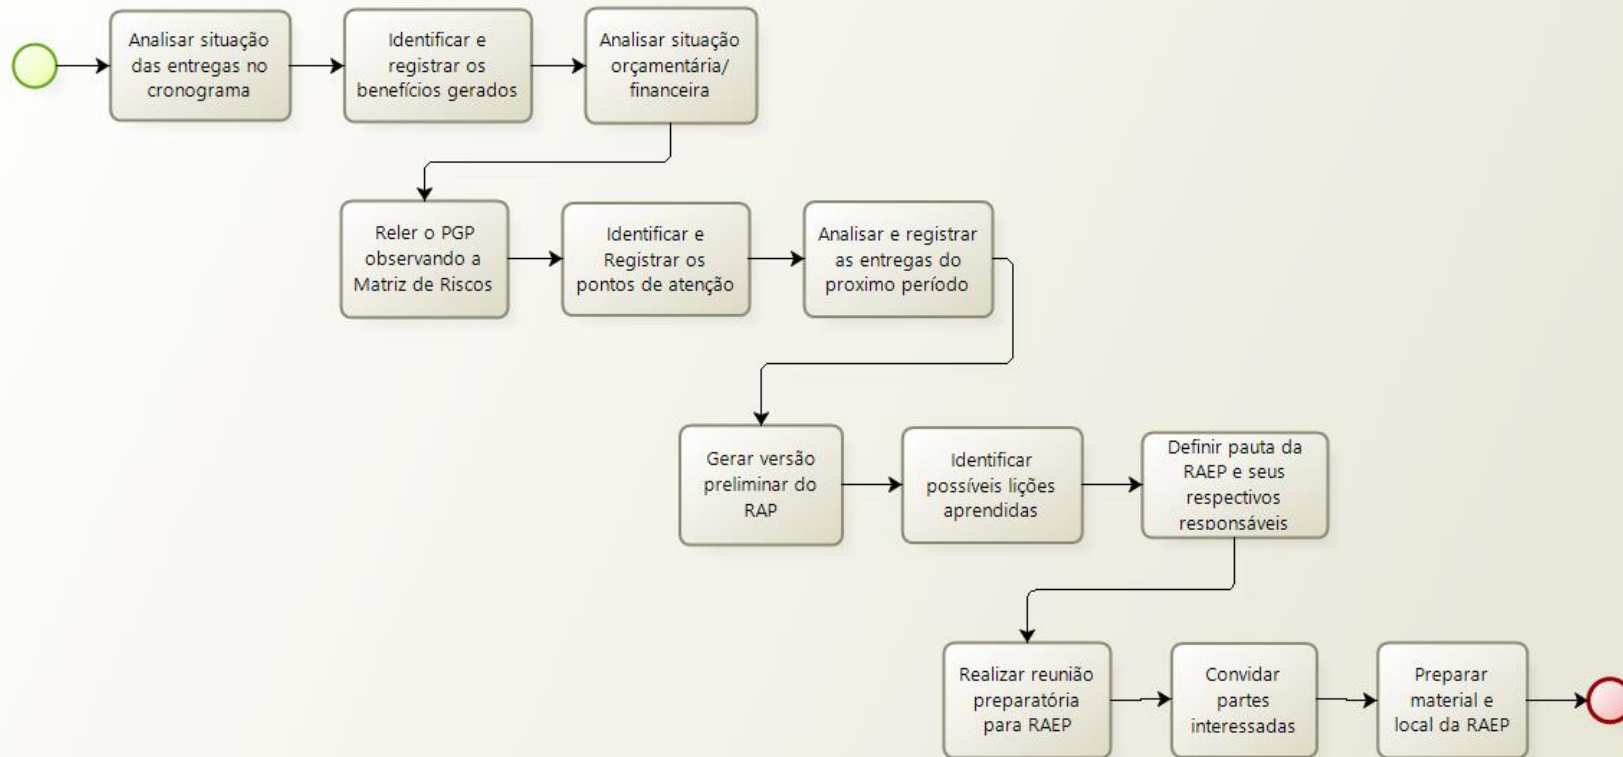 Analisar situação
das entregas no
cronograma
Identificar e
registrar os
benefícios gerados
Analisar situação
orçamentária/
financeira
Reler o PGP
observando a
Matriz de Riscos
Identificar e
Registrar os
pontos de atenção
Analisar e registrar
as entregas do
proximo período
Gerar versão
preliminar do
RAP
Identificar
possíveis lições
aprendidas
Definir pauta da
RAEP e seus
respectivos
responsáveis
Realizar reunião
preparatória
para RAEP
Convidar
partes
interessadas
Preparar
material e
local da RAEP